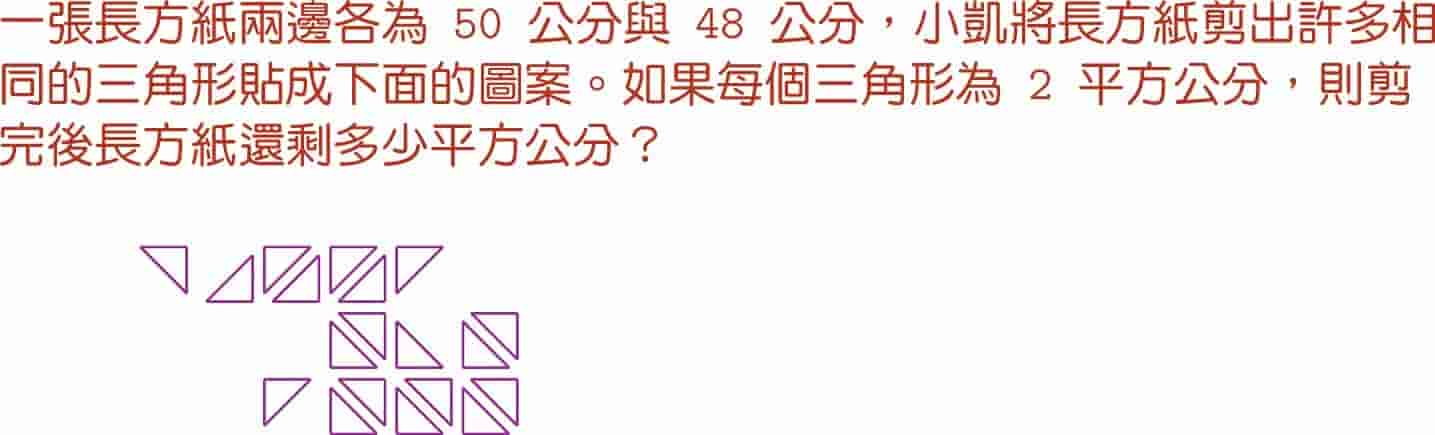 一張長方紙兩邊各為 50 公分與 48 公分，小凱將長方紙剪出許多相
同的三角形貼成下面的圖案。如果每個三角形為 2 平方公分，則剪
完後長方紙還剩多少平方公分？